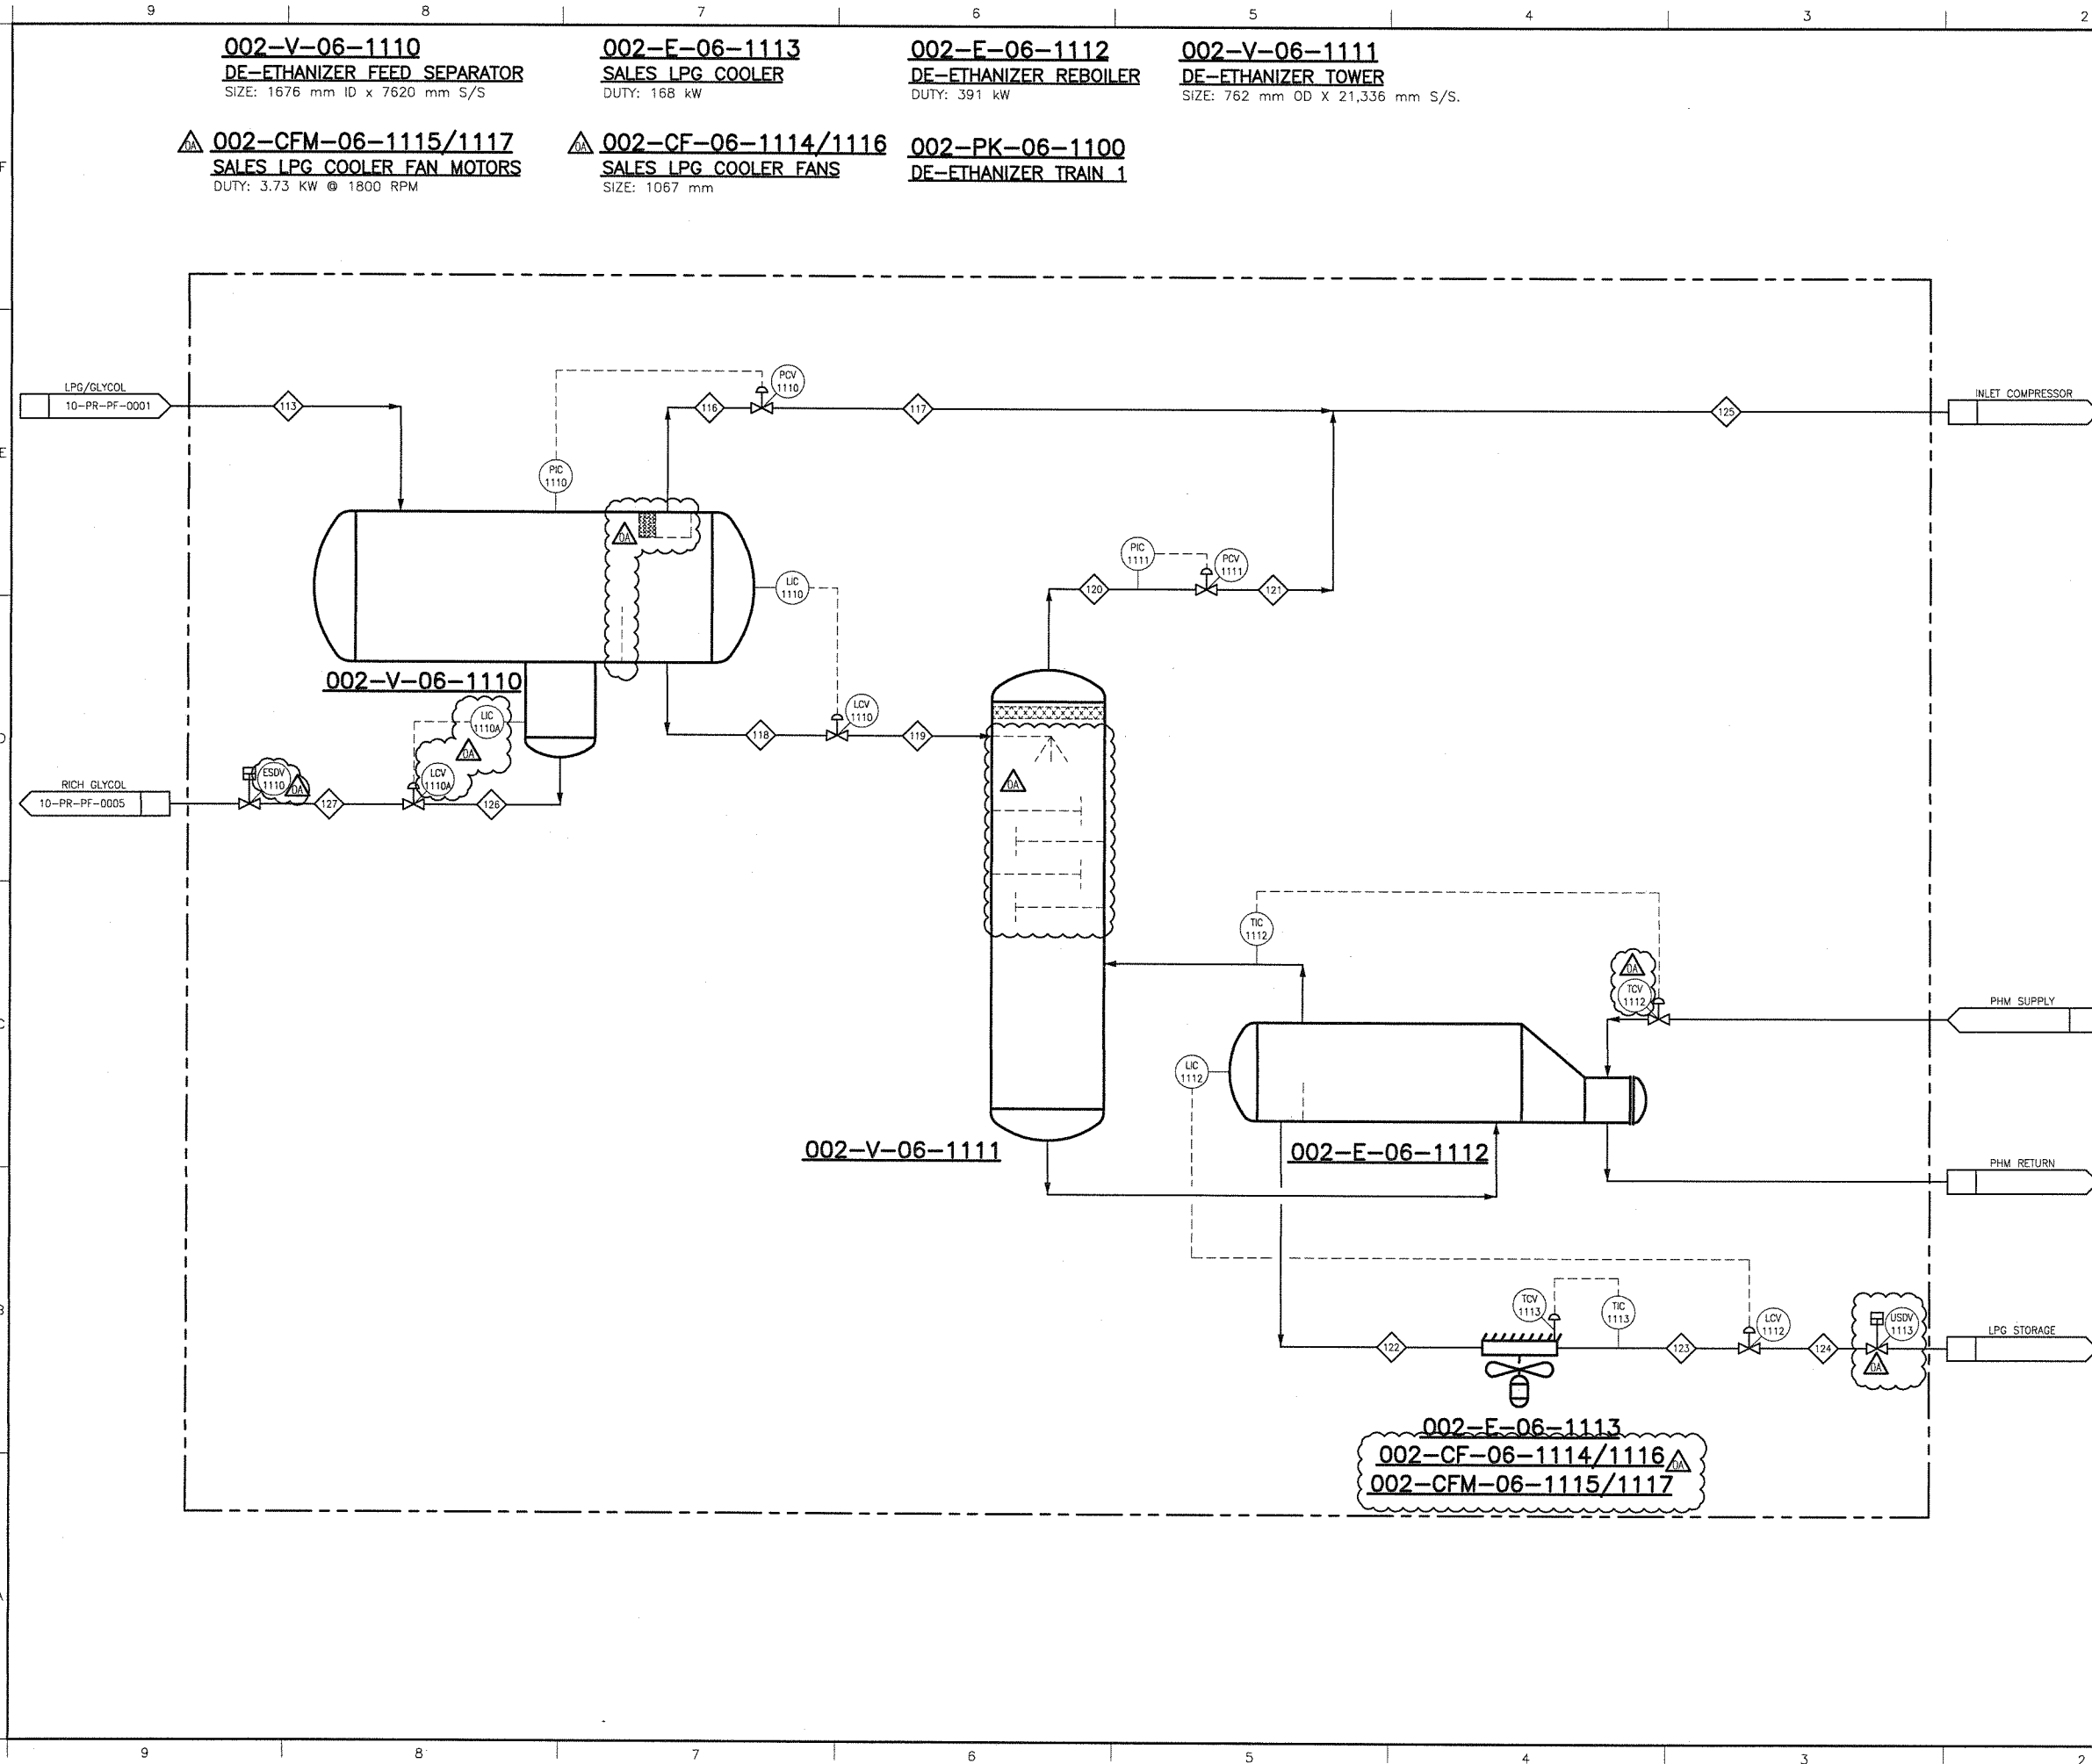 9 8 7 6 5 4 3 2
002-V-06-1110
DE-ETHANIZER FEED SEPARATOR
SIZE: 1676 mm ID x 7620 mm S/S
002-E-06-1113
SALES LPG COOLER
DUTY: 168 kW
002-E-06-1112
DE-ETHANIZER REBOILER
DUTY: 391 kW
002-V-06-1111
DE-ETHANIZER TOWER
SIZE: 762 mm OD X 21,336 mm S/S.
0A 002-CFM-06-1115/1117
SALES LPG COOLER FAN MOTORS
DUTY: 3.73 KW @ 1800 RPM
0A 002-CF-06-1114/1116
SALES LPG COOLER FANS
SIZE: 1067 mm
002-PK-06-1100
DE-ETHANIZER TRAIN 1
F
LPG/GLYCOL
10-PR-PF-0001
113
PCV
1110
116
117
125
INLET COMPRESSOR
E
PIC
1110
0A
LIC
1110
PIC
1111
PCV
1111
120
121
002-V-06-1110
LIC
1110A
0A
LCV
1110A
LCV
1110
118
119
D
RICH GLYCOL
10-PR-PF-0005
ESDV
1110
0A
127
126
0A
TIC
1112
0A
TCV
1112
PHM SUPPLY
C
LIC
1112
002-V-06-1111
002-E-06-1112
PHM RETURN
TCV
1113
TIC
1113
LCV
1112
USDV
1113
0A
B
122
123
124
LPG STORAGE
002-E-06-1113
002-CF-06-1114/1116 0A
002-CFM-06-1115/1117
A
9 8 7 6 5 4 3 2